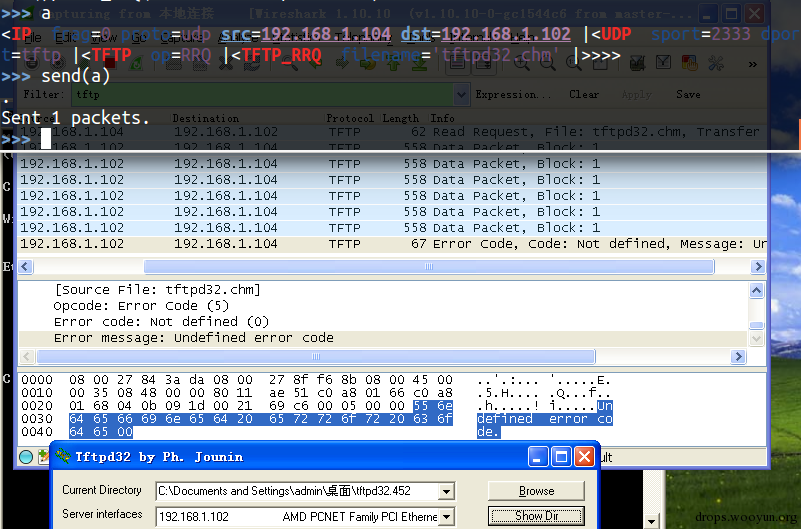 Capturing from 本地连接 [Wireshark 1.10.10 (v1.10.10-0-gc1544c6 from master-
>>> a
<IP frag=0 proto=udp src=192.168.1.104 dst=192.168.1.102 |<UDP sport=2333 dpor
t=tftp |<TFTP op=RRQ |<TFTP_RRQ filename='tftpd32.chm' |>>>>
>>> send(a)
.
Sent 1 packets.
>>>
Filter: tftp Expression... Clear Apply Save
Destination Protocol Length Info
192.168.1.104 192.168.1.102 TFTP 62 Read Request, File: tftpd32.chm, Transfer
192.168.1.102 192.168.1.104 TFTP 558 Data Packet, Block: 1
192.168.1.102 192.168.1.104 TFTP 558 Data Packet, Block: 1
192.168.1.102 192.168.1.104 TFTP 558 Data Packet, Block: 1
192.168.1.102 192.168.1.104 TFTP 558 Data Packet, Block: 1
192.168.1.102 192.168.1.104 TFTP 558 Data Packet, Block: 1
192.168.1.102 192.168.1.104 TFTP 558 Data Packet, Block: 1
192.168.1.102 192.168.1.104 TFTP 67 Error Code, Code: Not defined, Message: Un
[Source File: tftpd32.chm]
Opcode: Error Code (5)
Error code: Not defined (0)
Error message: Undefined error code
0000 08 00 27 84 3a da 08 00 27 8f f6 8b 08 00 45 00 ..'.:... '.....E.
0010 00 35 08 48 00 00 80 11 ae 51 c0 a8 01 66 c0 a8 .5.H.... .Q...f..
0020 01 68 04 0b 09 1d 00 21 69 c6 00 05 00 00 55 6e .h.....! i.....Un
0030 64 65 66 69 6e 65 64 20 65 72 72 6f 72 20 63 6f defined error co
0040 64 65 00 de.
Tftpd32 by Ph. Jounin
Current Directory C:\Documents and Settings\admin\桌面\tftpd32.452 Browse
Server interfaces 192.168.1.102 AMD PCNET Family PCI Etherne Show Dir
drops.wooyun.org